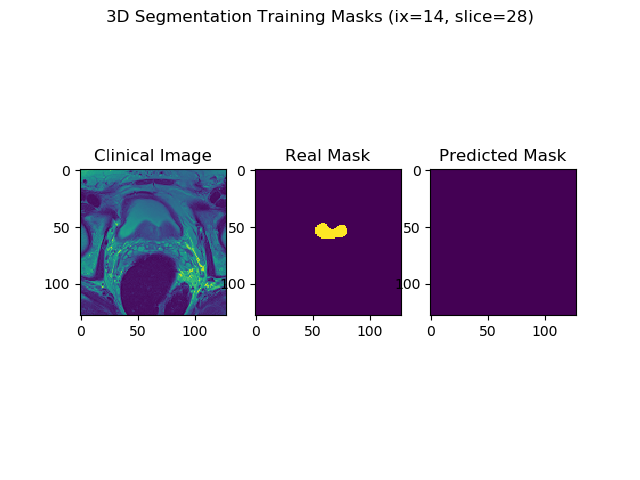 3D Segmentation Training Masks (ix=14, slice=28)
Clinical Image Real Mask Predicted Mask
0 0 0
50 50 50
100 100 100
0 50 100 0 50 100 0 50 100